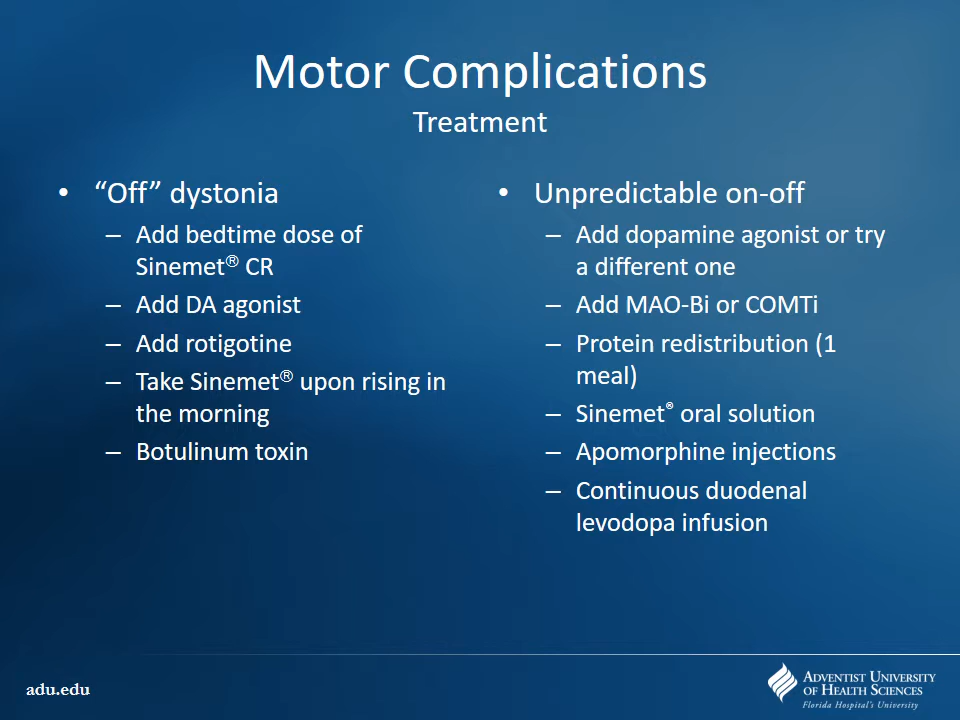 Motor Complications
Treatment
• “Off” dystonia
– Add bedtime dose of
Sinemet® CR
– Add DA agonist
– Add rotigotine
– Take Sinemet® upon rising in
the morning
– Botulinum toxin
• Unpredictable on-off
– Add dopamine agonist or try
a different one
– Add MAO-Bi or COMTi
– Protein redistribution (1
meal)
– Sinemet® oral solution
– Apomorphine injections
– Continuous duodenal
levodopa infusion
adu.edu
ADVENTIST UNIVERSITY
OF HEALTH SCIENCES
Florida Hospital's University